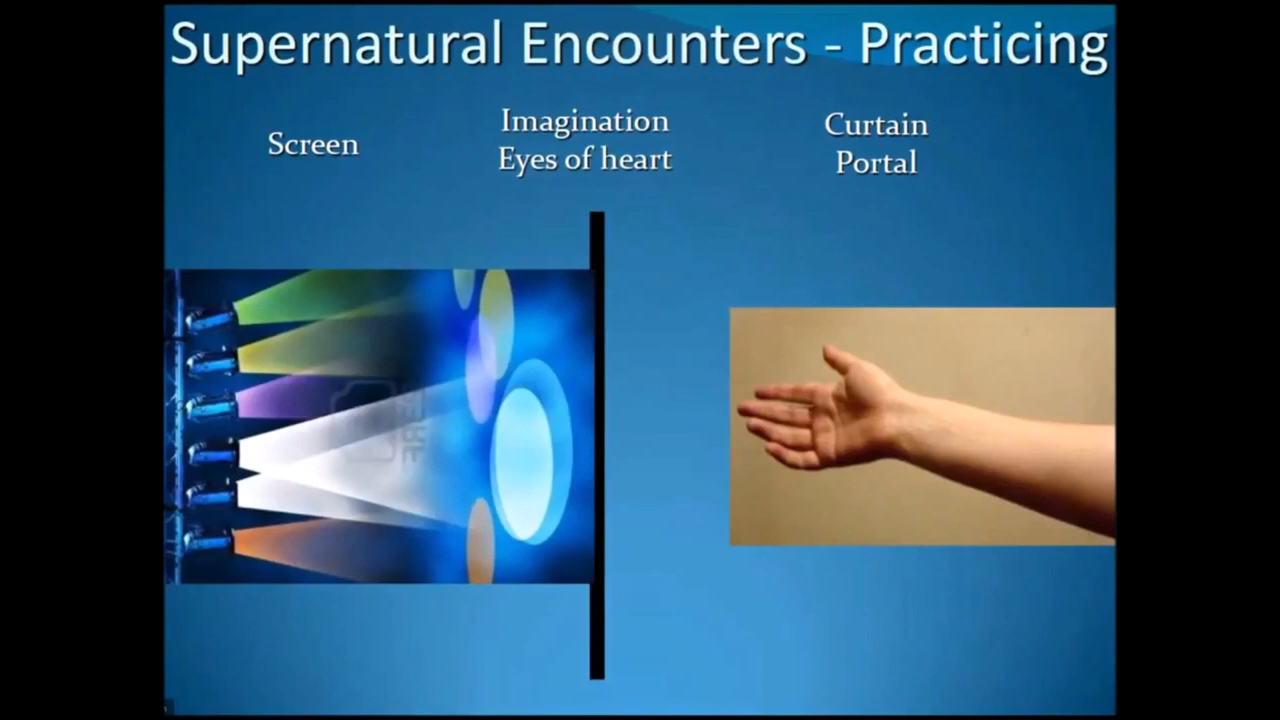 Supernatural Encounters - Practicing
Screen
Imagination
Eyes of heart
Curtain
Portal